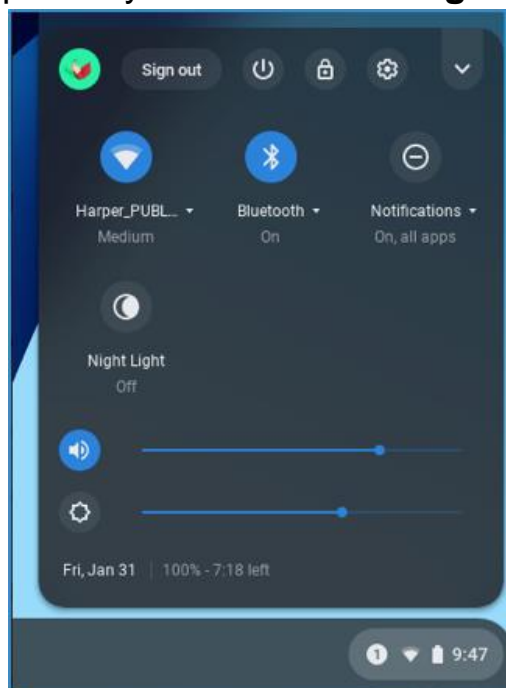 Sign out
Harper_PUBL... Bluetooth Notifications
Medium On On, all apps
Night Light
Off
Fri, Jan 31 | 100% - 7:18 left
1 9:47